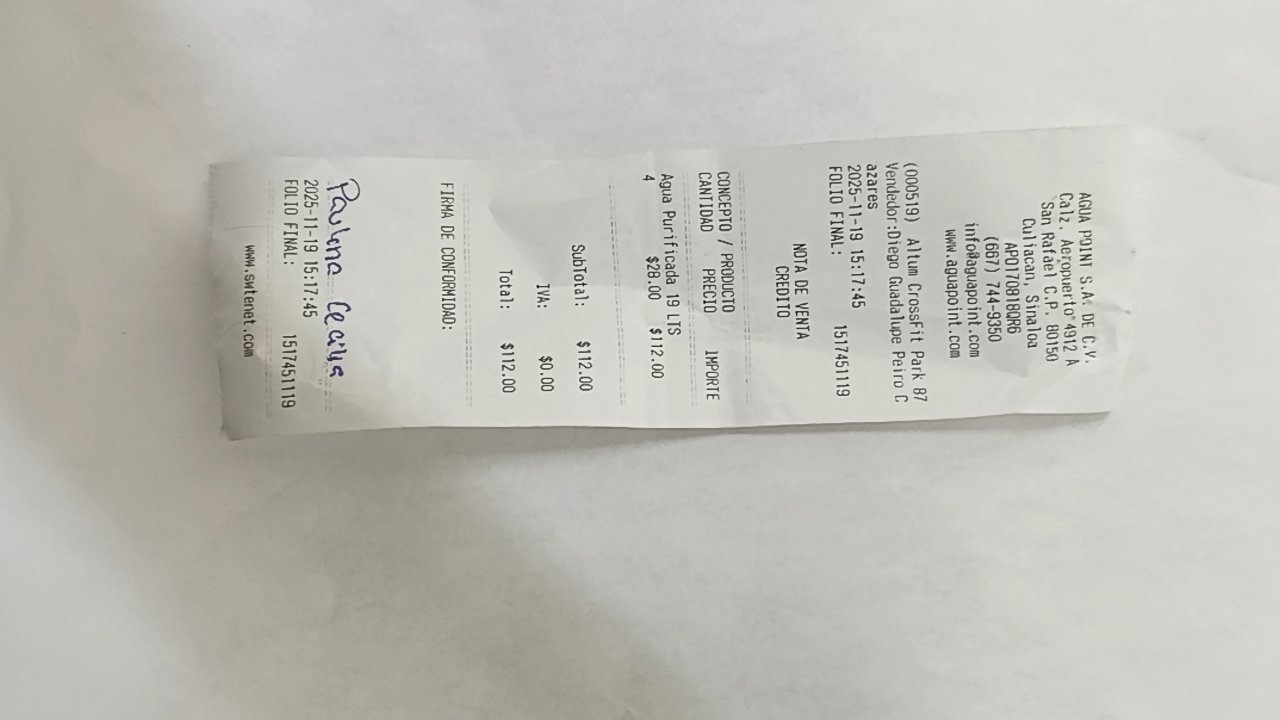 AGUA POINT S.A. DE C.V.
Calz. Aeropuerto 4912 A
San Rafael C.P. 80150
Culiacan, Sinaloa
APO170818QR6
(667) 744-9350
info@aguapoint.com
www.aguapoint.com
(000519) Altum CrossFit Park 87
Vendedor:Diego Guadalupe Peiro C
azares
2025-11-19 15:17:45
FOLIO FINAL: 1517451119
NOTA DE VENTA
CREDITO
CONCEPTO / PRODUCTO
CANTIDAD PRECIO IMPORTE
Agua Purificada 19 LTS
4 $28.00 $112.00
SubTotal: $112.00
IVA: $0.00
Total: $112.00
FIRMA DE CONFORMIDAD:
Paulena
2025-11-19 15:17:45
FOLIO FINAL: 1517451119
www.swtenet.com